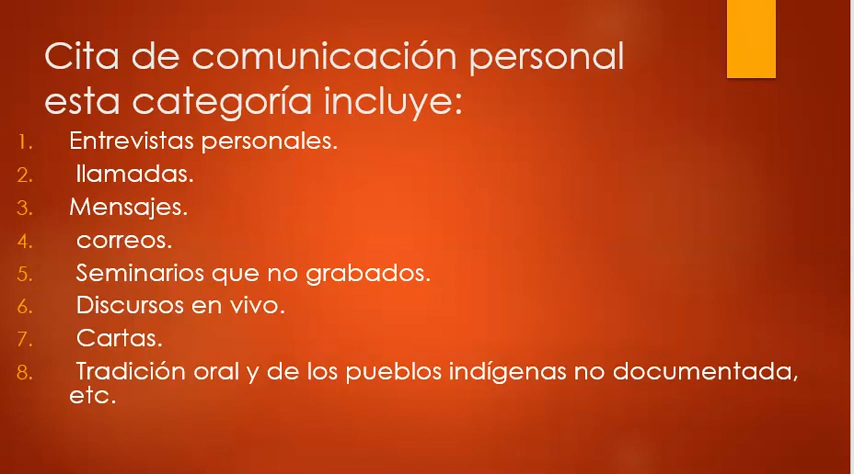 Cita de comunicación personal
esta categoría incluye:
1. Entrevistas personales.
2. llamadas.
3. Mensajes.
4. correos.
5. Seminarios que no grabados.
6. Discursos en vivo.
7. Cartas.
8. Tradición oral y de los pueblos indígenas no documentada,
etc.